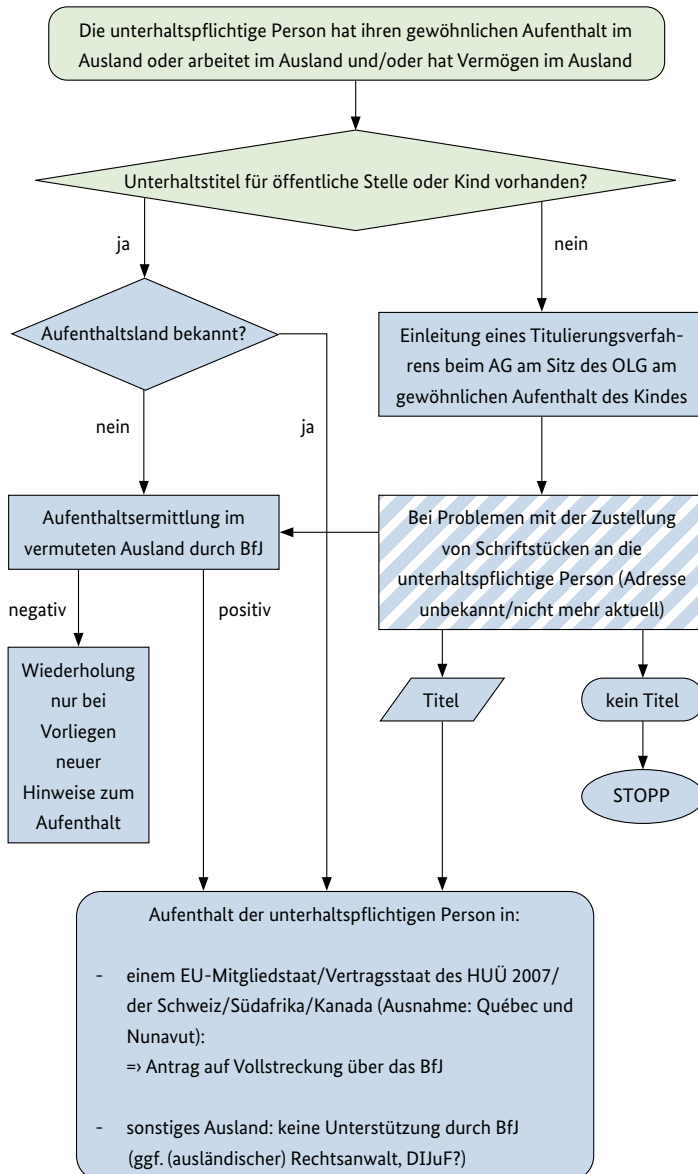 Die unterhaltspflichtige Person hat ihren gewöhnlichen Aufenthalt im
Ausland oder arbeitet im Ausland und/oder hat Vermögen im Ausland
Unterhaltstitel für öffentliche Stelle oder Kind vorhanden?
ja
nein
Aufenthaltsland bekannt?
Einleitung eines Titulierungsverfah-
rens beim AG am Sitz des OLG am
gewöhnlichen Aufenthalt des Kindes
nein
ja
Aufenthaltsermittlung im
vermuteten Ausland durch BfJ
Bei Problemen mit der Zustellung
von Schriftstücken an die
unterhaltspflichtige Person (Adresse
unbekannt/nicht mehr aktuell)
negativ
positiv
Wiederholung
nur bei
Vorliegen
neuer
Hinweise zum
Aufenthalt
Titel
kein Titel
STOPP
Aufenthalt der unterhaltspflichtigen Person in:
- einem EU-Mitgliedstaat/Vertragsstaat des HUÜ 2007/
der Schweiz/Südafrika/Kanada (Ausnahme: Québec und
Nunavut):
=> Antrag auf Vollstreckung über das BfJ
- sonstiges Ausland: keine Unterstützung durch BfJ
(ggf. (ausländischer) Rechtsanwalt, DIJuF?)